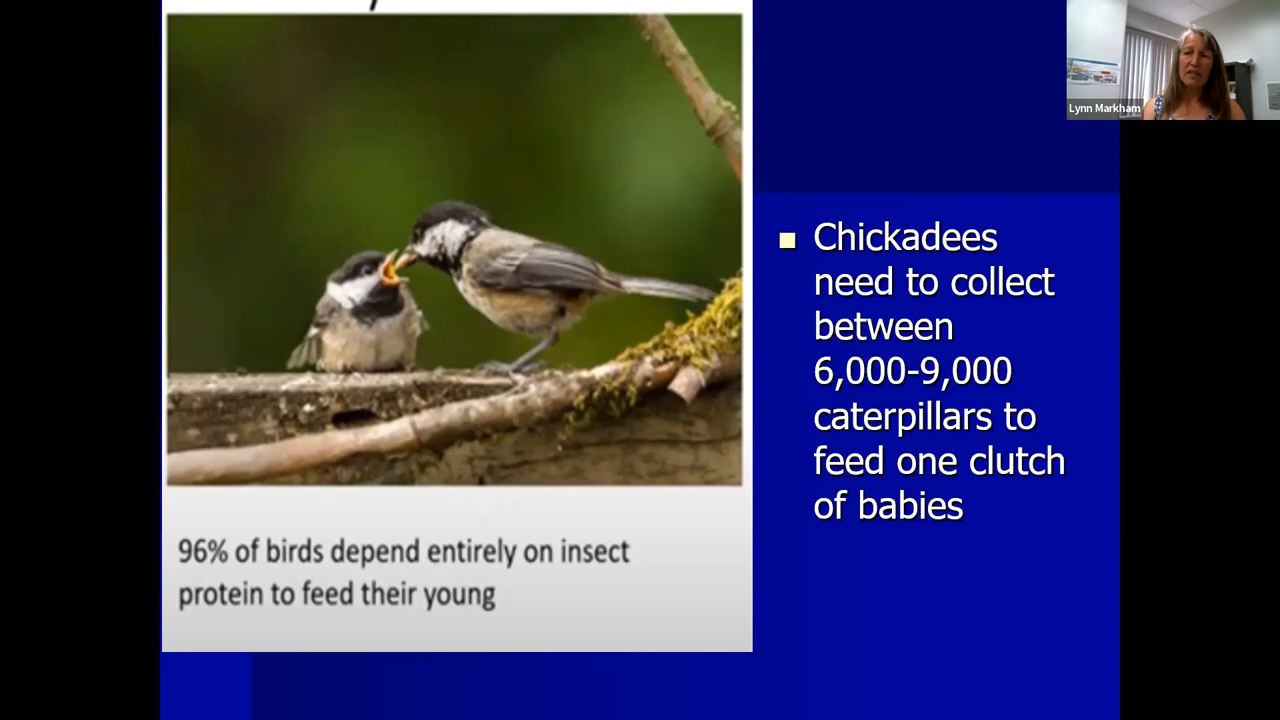 Lynn Markham
Chickadees
need to collect
between
6,000-9,000
caterpillars to
feed one clutch
of babies
96% of birds depend entirely on insect
protein to feed their young